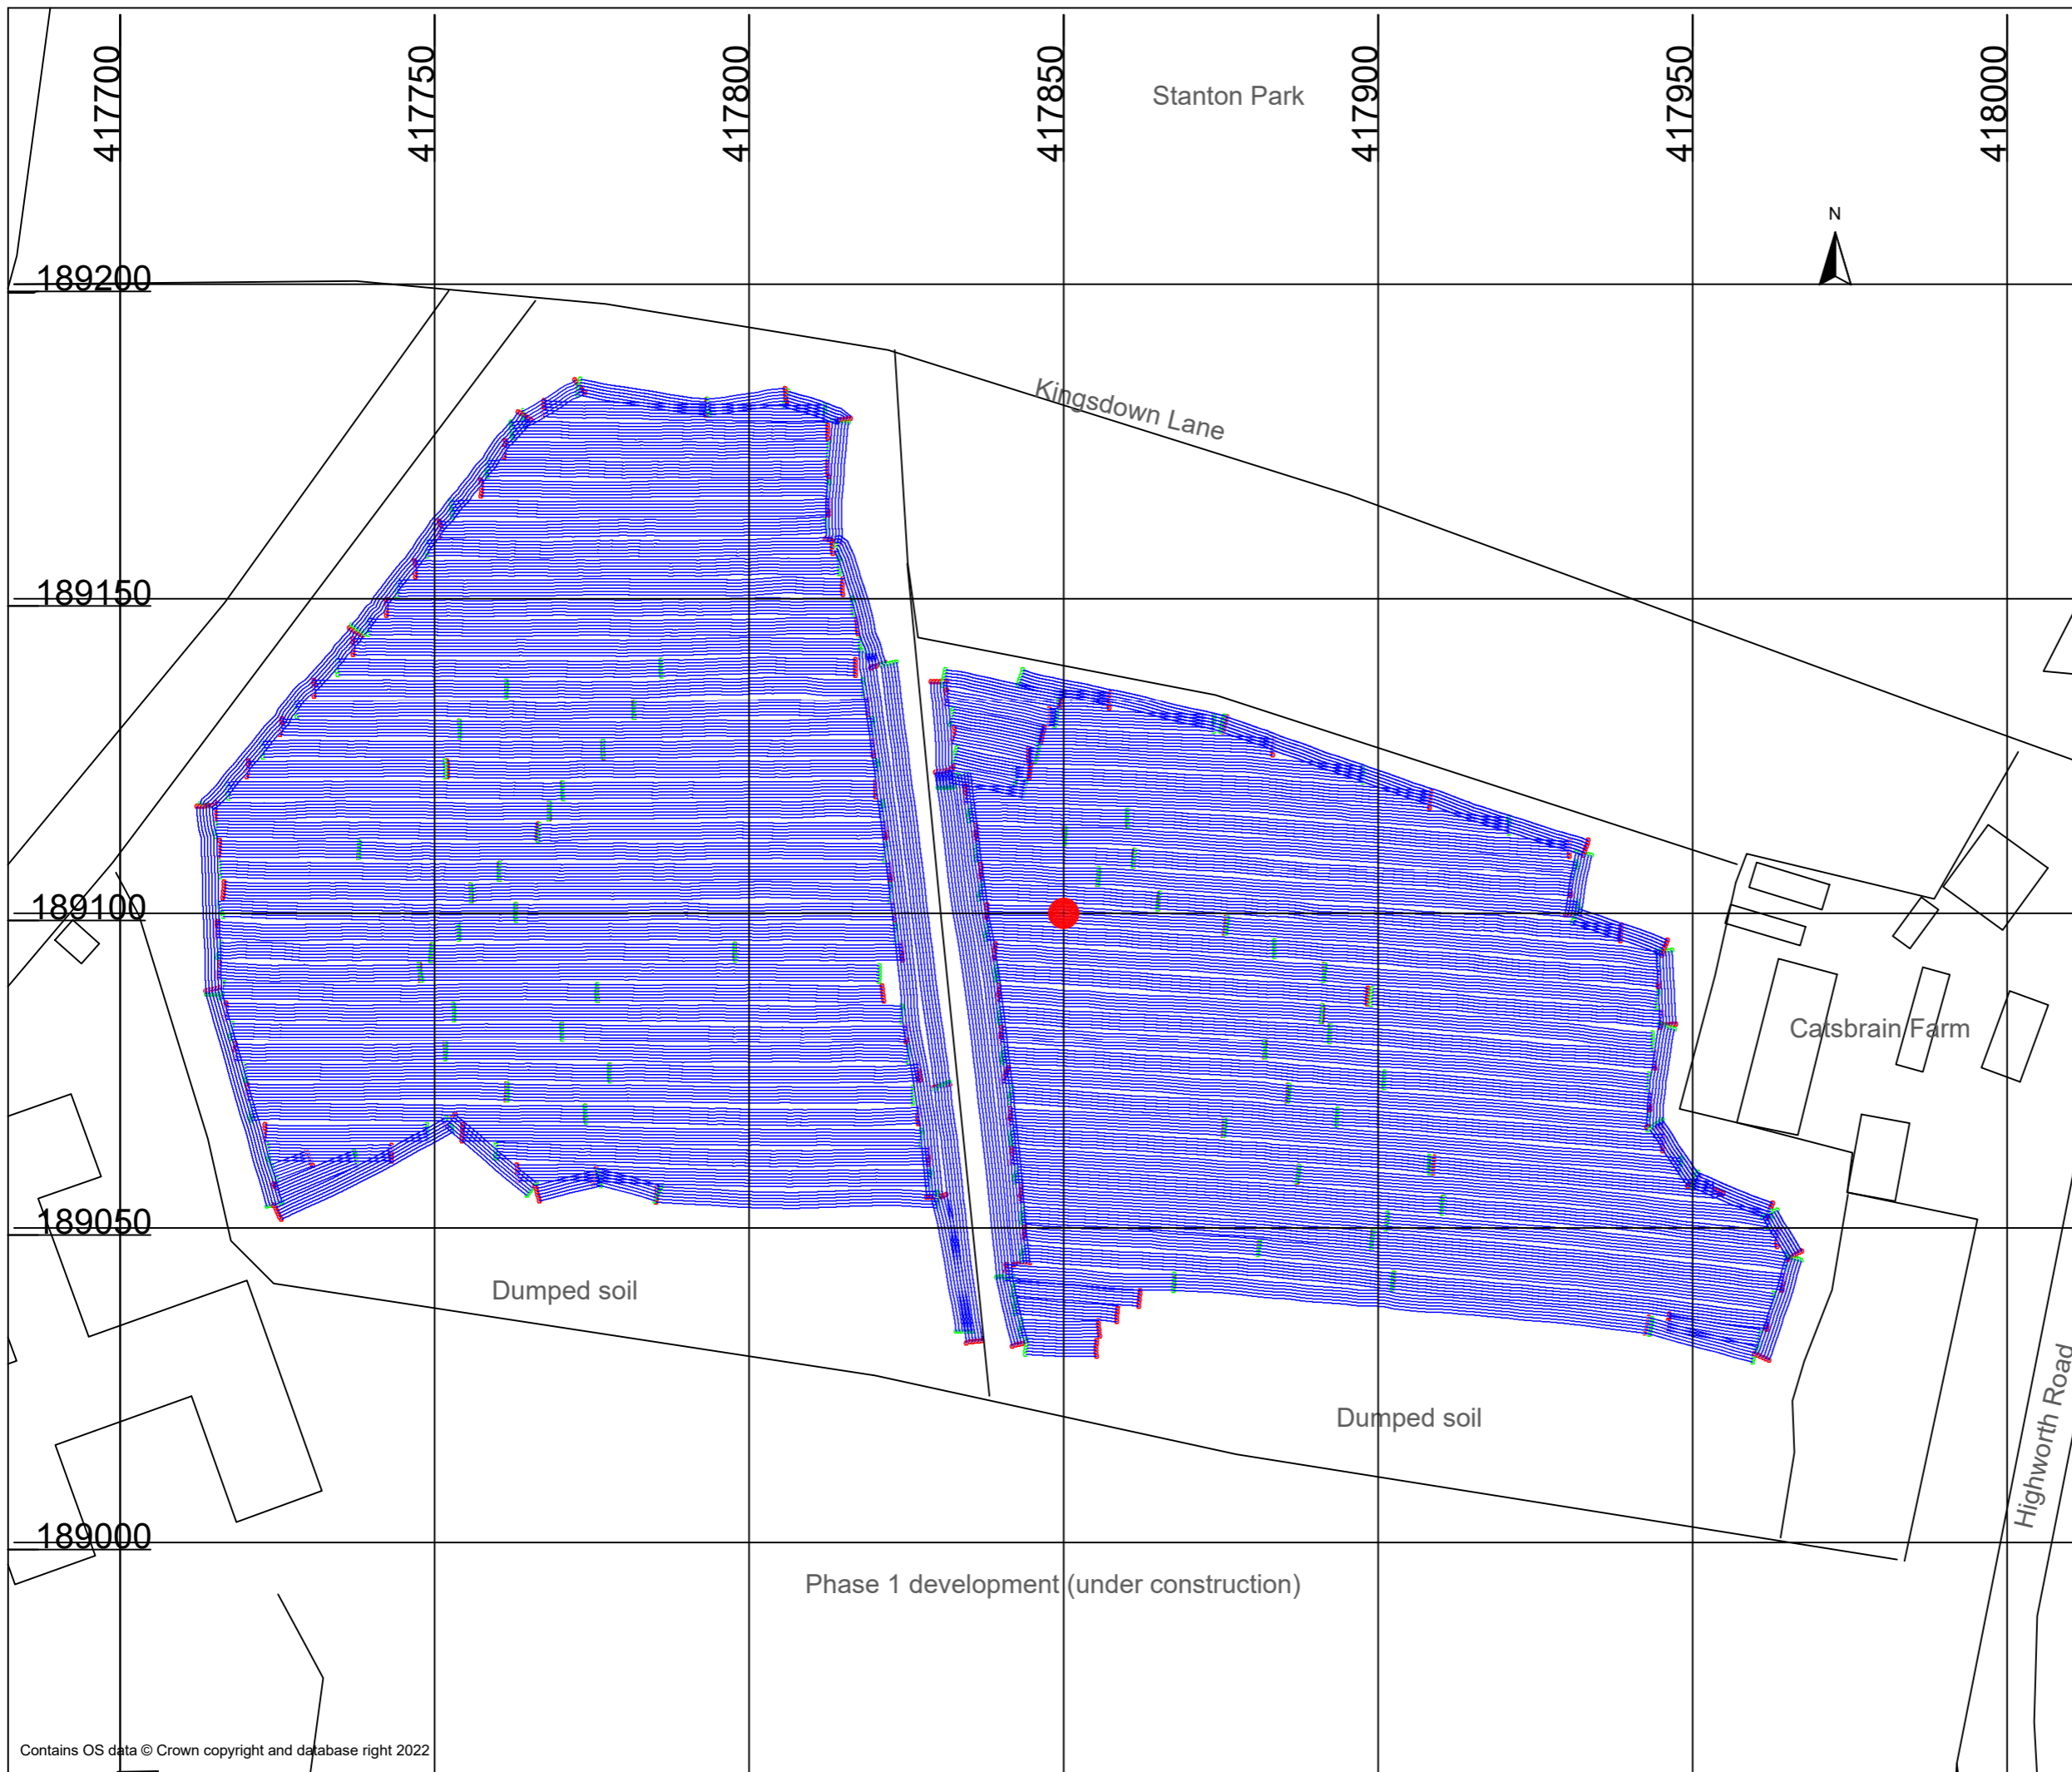 417700
417750
417800
417850
417900
417950
418000
Stanton Park
N
189200
Kingsdown Lane
189150
189100
Catsbrain Farm
189050
Dumped soil
Dumped soil
Highworth Road
189000
Phase 1 development (under construction)
Contains OS data © Crown copyright and database right 2022